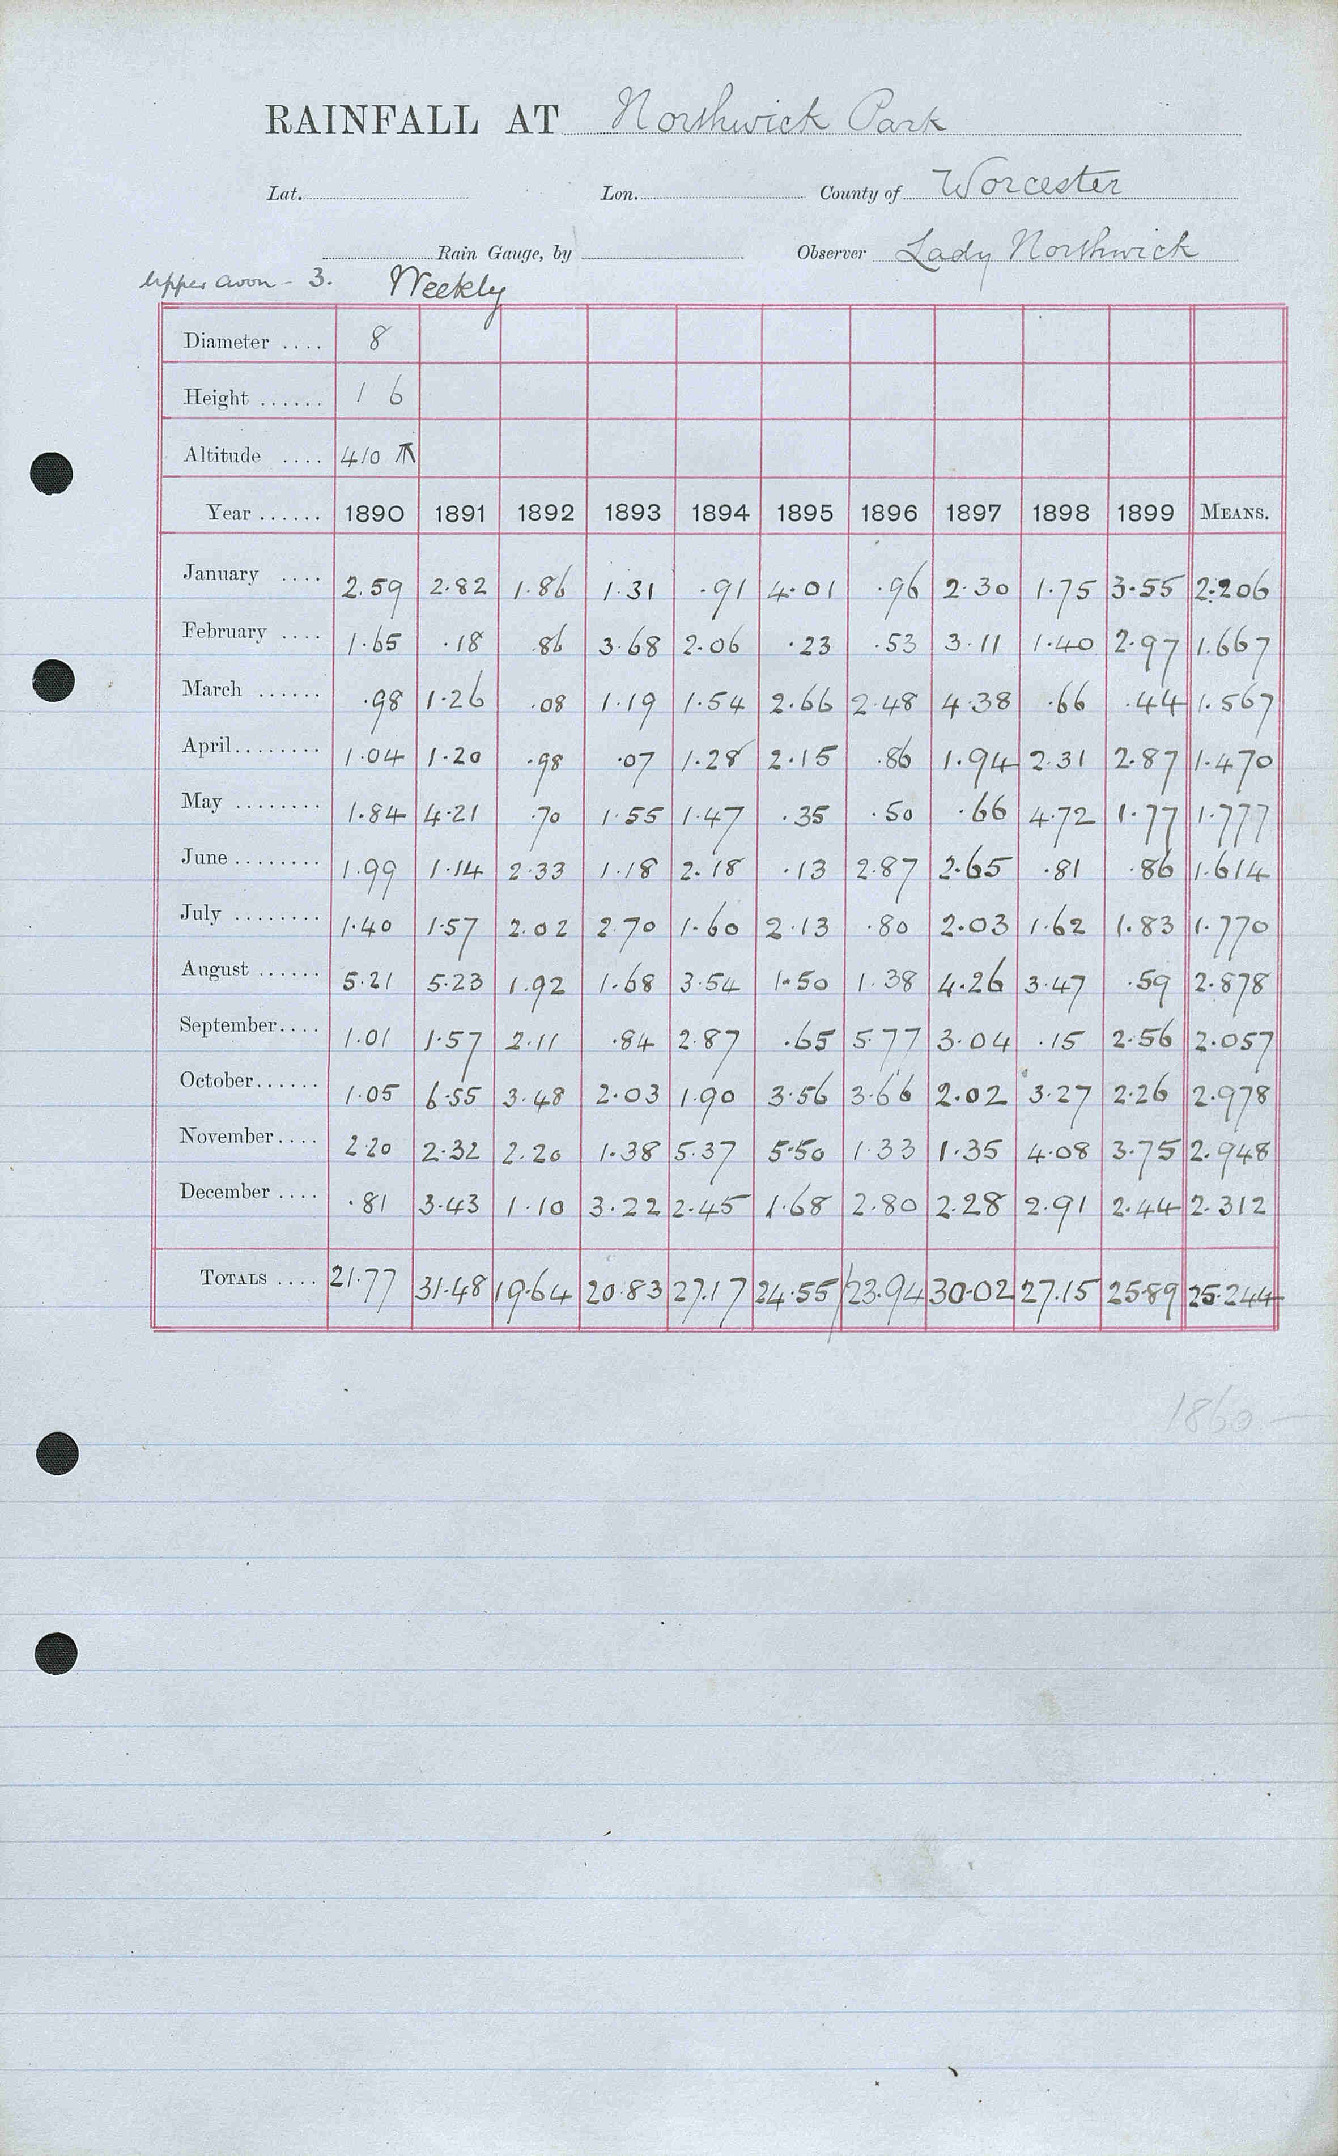 RAINFALL AT Northwick Park
Lat. Lon. County of Worcester
Rain Gauge, by Observer Lady Northwick
Upper Avon - 3. Weekly
Diameter .... 8
Height ...... 1 6
Altitude .... 410 T
Year ...... 1890 1891 1892 1893 1894 1895 1896 1897 1898 1899 MEANS.
January .... 2.59 2.82 1.86 1.31 .91 4.01 .96 2.30 1.75 3.55 2.206
February .... 1.65 .18 .86 3.68 2.06 .23 .53 3.11 1.40 2.97 1.667
March ...... .98 1.26 .08 1.19 1.54 2.66 2.48 4.38 .66 .44 1.567
April........ 1.04 1.20 .98 .07 1.28 2.15 .86 1.94 2.31 2.87 1.470
May ........ 1.84 4.21 .70 1.55 1.47 .35 .50 .66 4.72 1.77 1.777
June ........ 1.99 1.14 2.33 1.18 2.18 .13 2.87 2.65 .81 .86 1.614
July ........ 1.40 1.57 2.02 2.70 1.60 2.13 .80 2.03 1.62 1.83 1.770
August ...... 5.21 5.23 1.92 1.68 3.54 1.50 1.38 4.26 3.47 .59 2.878
September.... 1.01 1.57 2.11 .84 2.87 .65 5.77 3.04 .15 2.56 2.057
October...... 1.05 6.55 3.48 2.03 1.90 3.56 3.66 2.02 3.27 2.26 2.978
November.... 2.20 2.32 2.20 1.38 5.37 5.50 1.33 1.35 4.08 3.75 2.948
December .... .81 3.43 1.10 3.22 2.45 1.68 2.80 2.28 2.91 2.44 2.312
TOTALS .... 21.77 31.48 19.64 20.83 27.17 24.55 23.94 30.02 27.15 25.89 25.244
1860 —